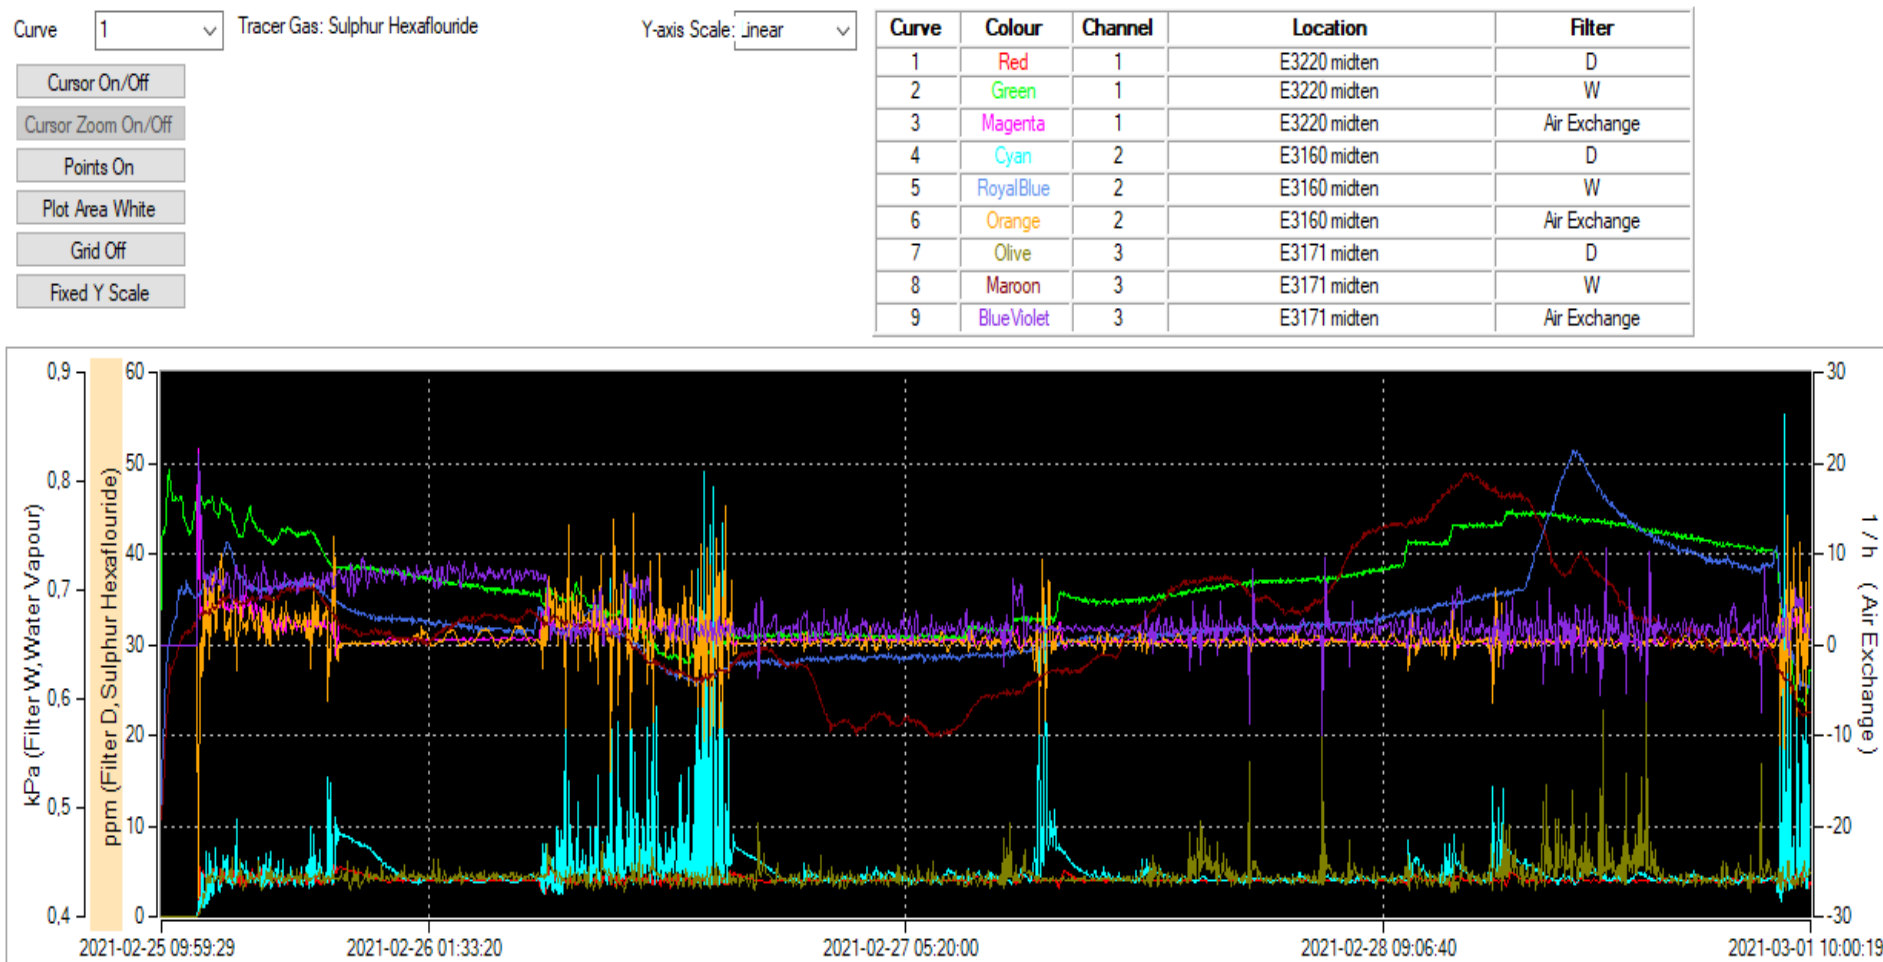 Curve 1 Tracer Gas: Sulphur Hexaflouride Y-axis Scale: Linear
Cursor On/Off
Cursor Zoom On/Off
Points On
Plot Area White
Grid Off
Fixed Y Scale
Curve Colour Channel Location Filter
1 Red 1 E3220 midten D
2 Green 1 E3220 midten W
3 Magenta 1 E3220 midten Air Exchange
4 Cyan 2 E3160 midten D
5 RoyalBlue 2 E3160 midten W
6 Orange 2 E3160 midten Air Exchange
7 Olive 3 E3171 midten D
8 Maroon 3 E3171 midten W
9 BlueViolet 3 E3171 midten Air Exchange
kPa (Filter W,Water Vapour)
0,9
0,8
0,7
0,6
0,5
0,4
ppm (Filter D,Sulphur Hexaflouride)
60
50
40
30
20
10
0
30
20
10
0
-10
-20
-30
1 / h (Air Exchange )
2021-02-25 09:59:29 2021-02-26 01:33:20 2021-02-27 05:20:00 2021-02-28 09:06:40 2021-03-01 10:00:19